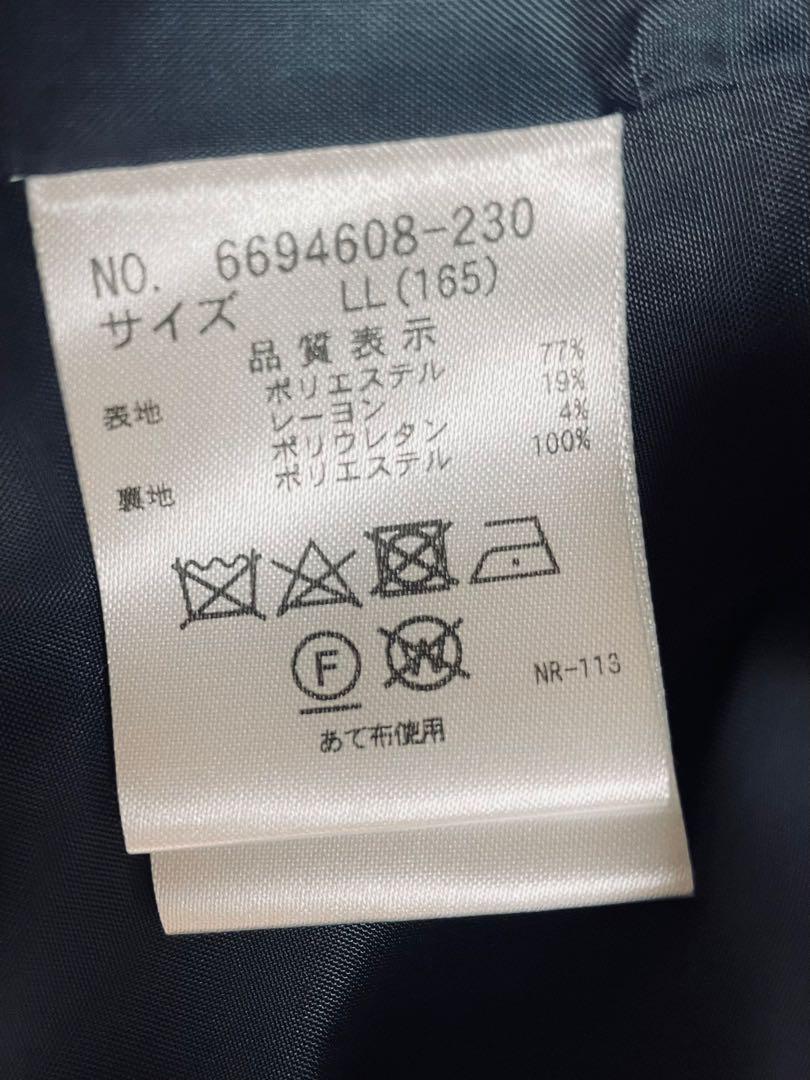 NO. 6694608-230
サイズ LL(165)
品質表示
表地 ポリエステル 77%
レーヨン 19%
ポリウレタン 4%
裏地 ポリエステル 100%
F W
NR-113
あて布使用